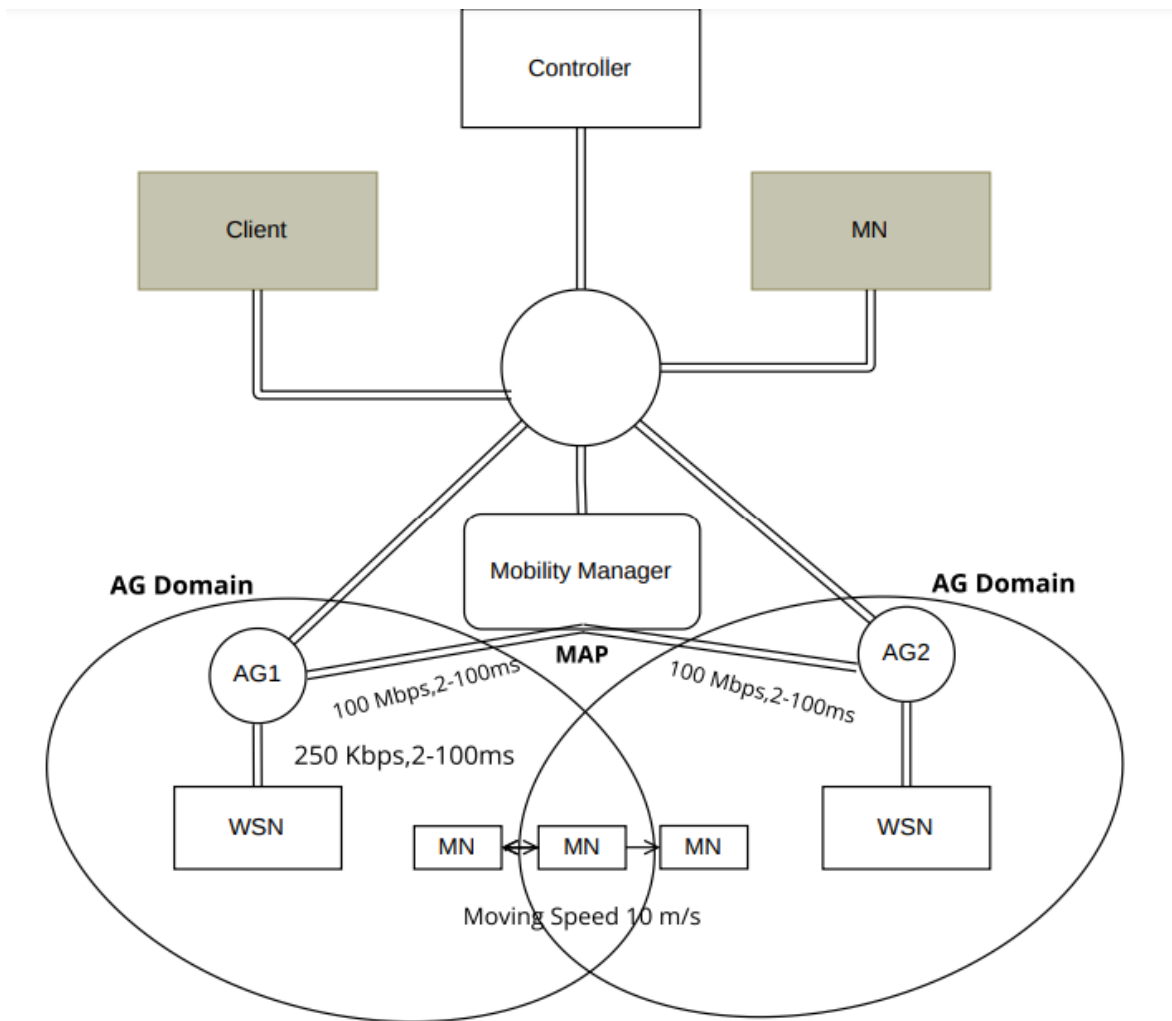 Controller
Client
MN
Mobility Manager
AG Domain
AG Domain
AG1
MAP
AG2
100 Mbps,2-100ms
100 Mbps,2-100ms
250 Kbps,2-100ms
WSN
MN
MN
MN
WSN
Moving Speed 10 m/s